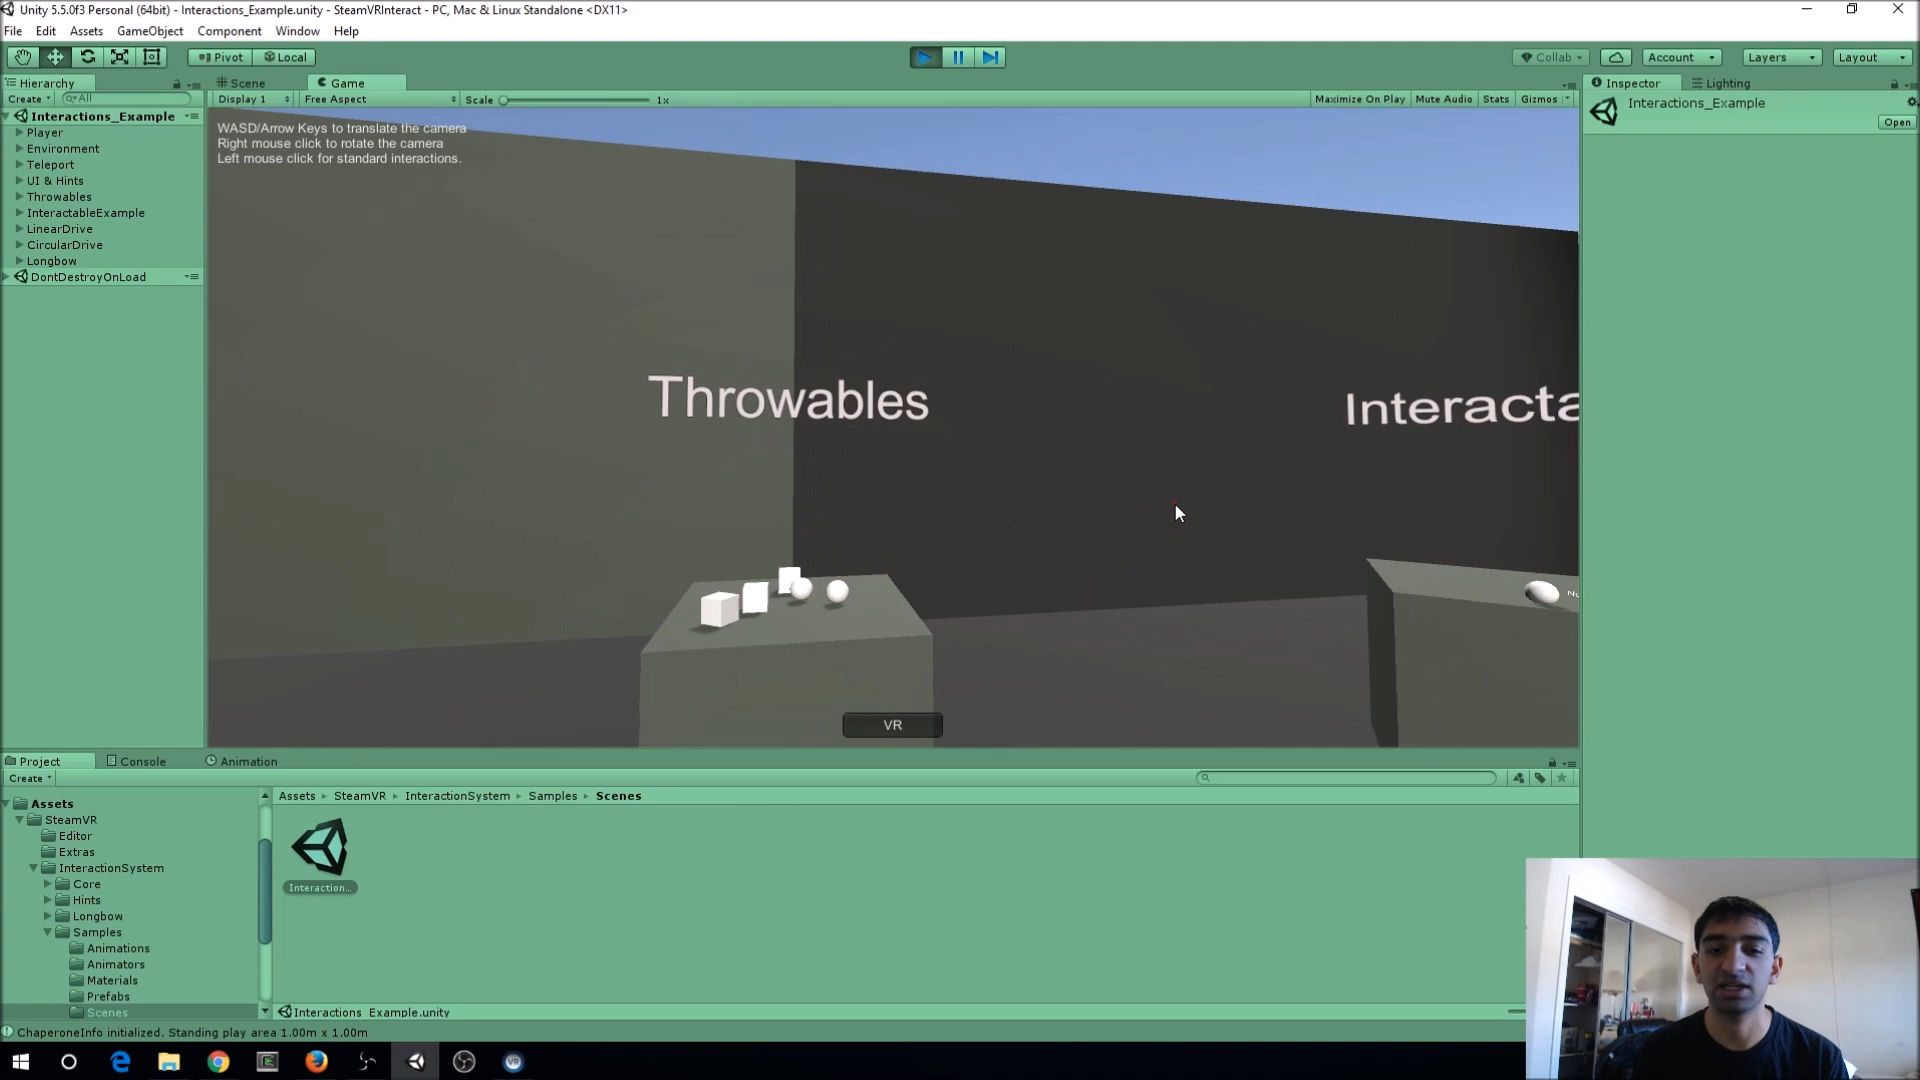 Unity 5.5.0f3 Personal (64bit) - Interactions_Example.unity - SteamVRInteract - PC, Mac & Linux Standalone <DX11>
File Edit Assets GameObject Component Window Help
Pivot Local Collab Account Layers Layout
Hierarchy Scene Game Inspector Lighting
Create All Display 1 Free Aspect Scale 1x Maximize On Play Mute Audio Stats Gizmos
Interactions_Example
Open
Interactions_Example
Player
Environment
Teleport
UI & Hints
Throwables
InteractableExample
LinearDrive
CircularDrive
Longbow
DontDestroyOnLoad
WASD/Arrow Keys to translate the camera
Right mouse click to rotate the camera
Left mouse click for standard interactions.
Throwables
Interacta
VR
Project Console Animation
Create
Assets
SteamVR
Editor
Extras
InteractionSystem
Core
Hints
Longbow
Samples
Animations
Animators
Materials
Prefabs
Scenes
Assets SteamVR InteractionSystem Samples Scenes
Interaction...
Interactions_Example.unity
ChaperoneInfo initialized. Standing play area 1.00m x 1.00m